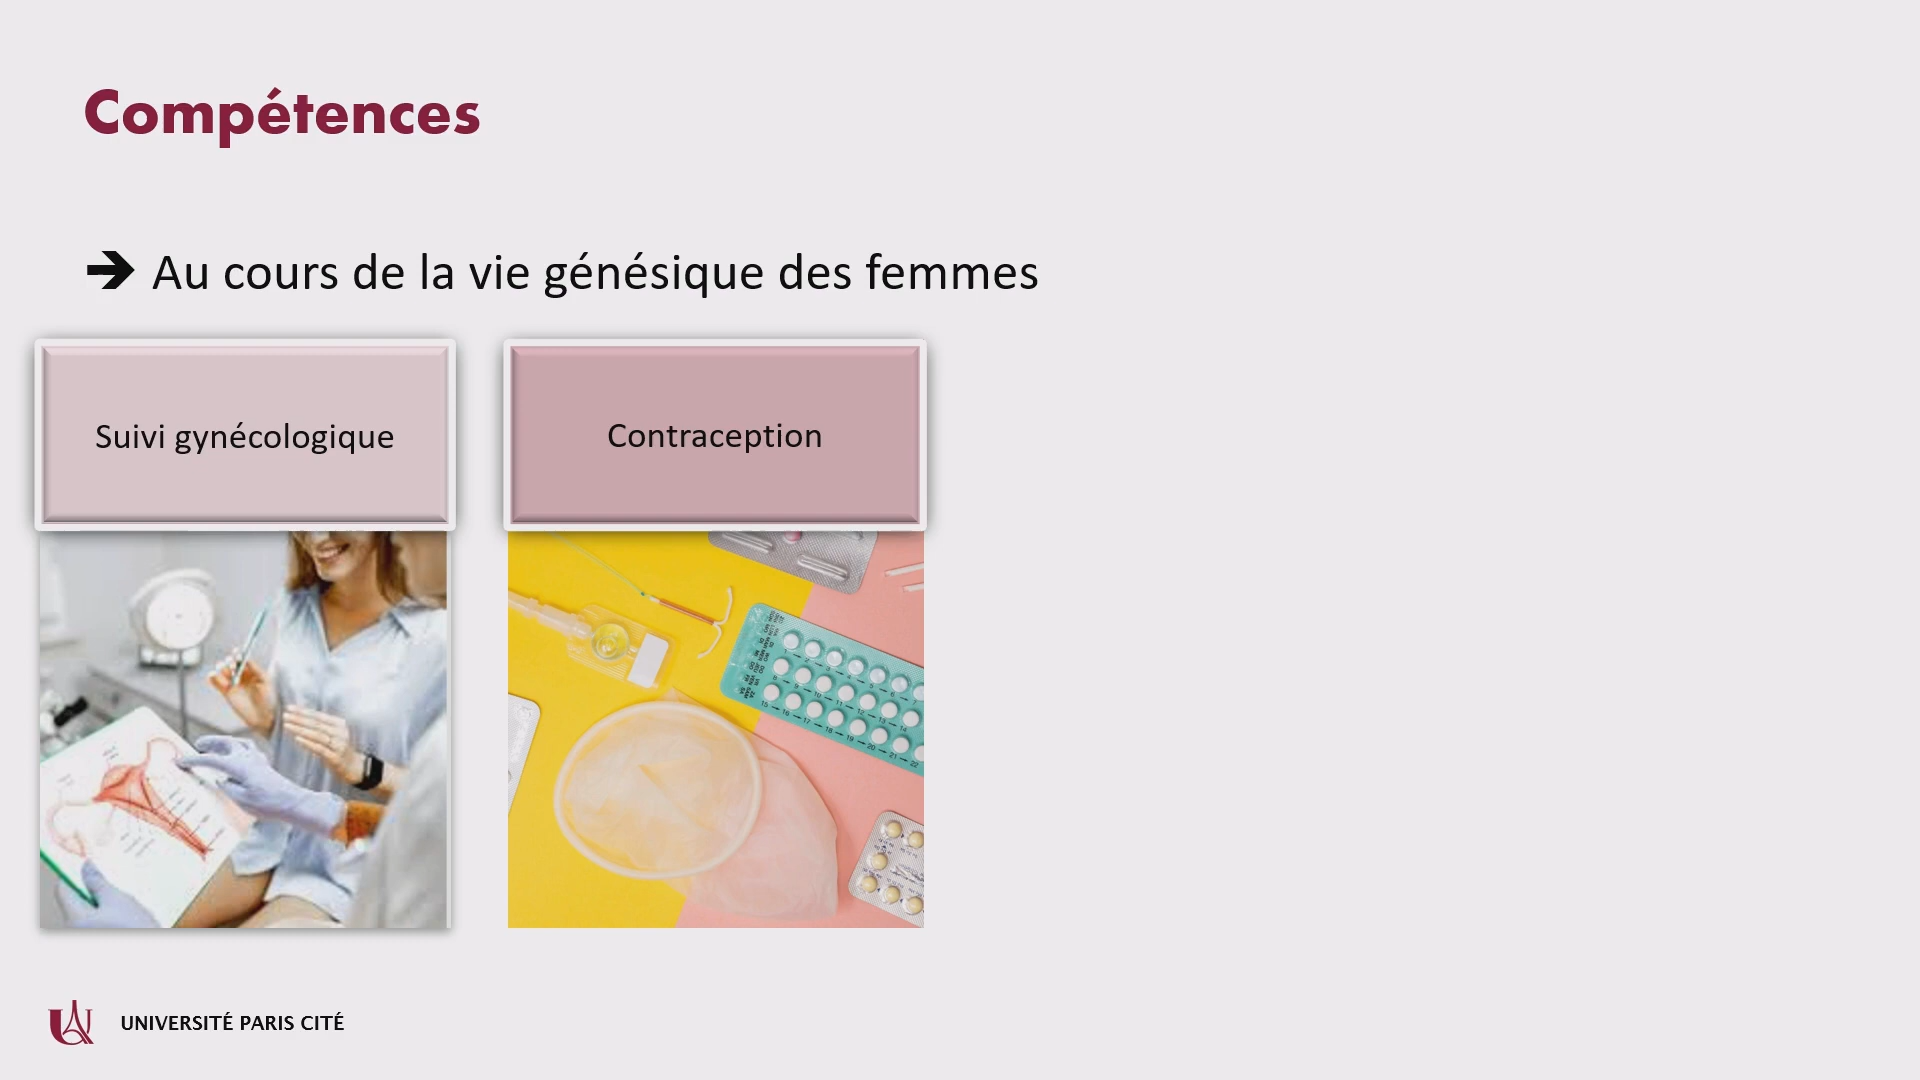 Compétences
➔ Au cours de la vie génésique des femmes
Suivi gynécologique
Contraception
UNIVERSITÉ PARIS CITÉ